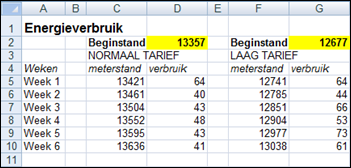 A B C D E F G
1 Energieverbruik
2 Beginstand 13357 Beginstand 12677
3 NORMAAL TARIEF LAAG TARIEF
4 Weken meterstand verbruik meterstand verbruik
5 Week 1 13421 64 12741 64
6 Week 2 13461 40 12785 44
7 Week 3 13504 43 12851 66
8 Week 4 13552 48 12904 53
9 Week 5 13595 43 12977 73
10 Week 6 13636 41 13038 61
11